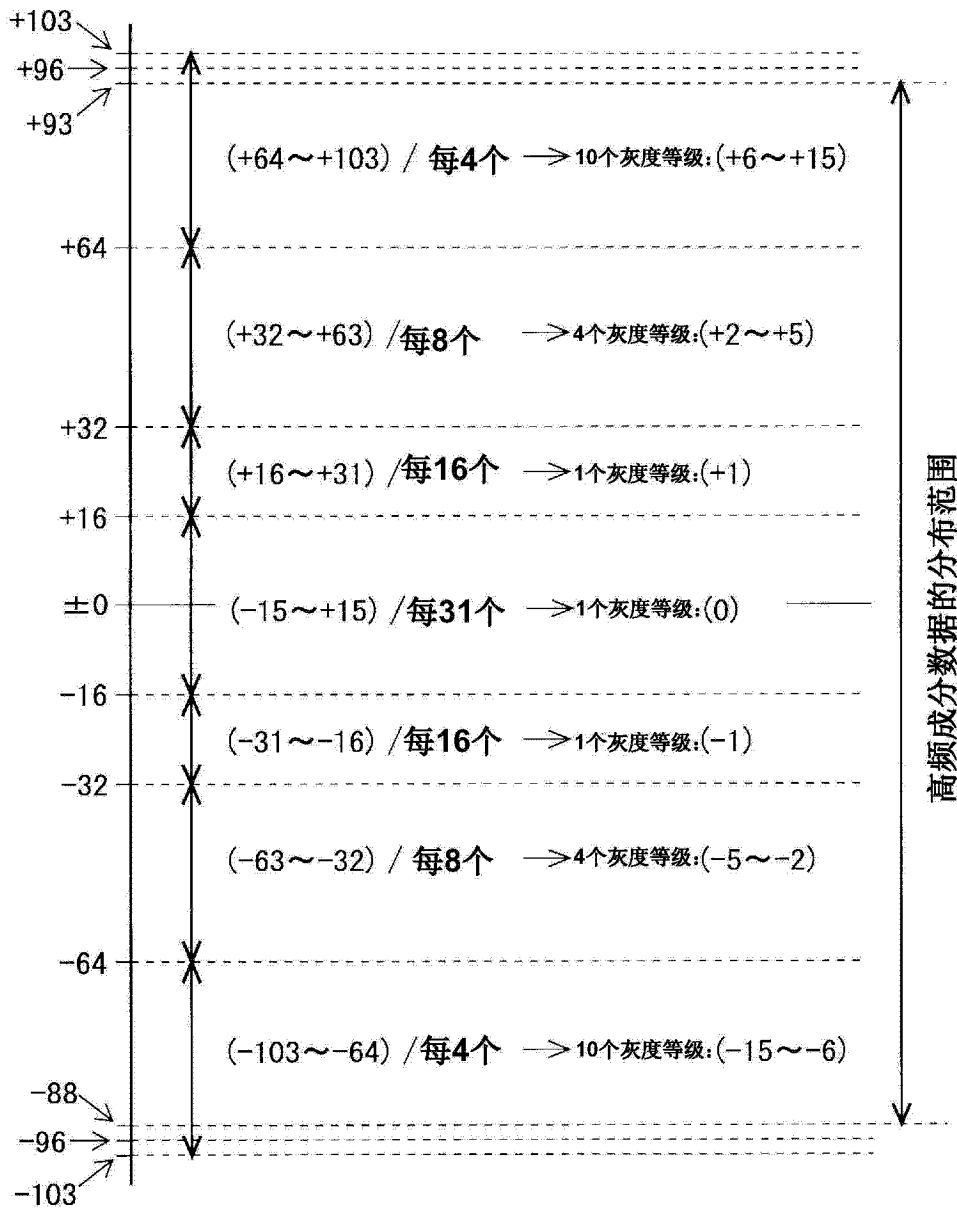 +103
+96
+93
(+64～+103) / 每4个 → 10个灰度等级:(+6～+15)
+64
(+32～+63) /每8个 → 4个灰度等级:(+2～+5)
+32
(+16～+31) /每16个 → 1个灰度等级:(+1)
+16
±0
(-15～+15) /每31个 → 1个灰度等级:(0)
-16
(-31～-16) /每16个 → 1个灰度等级:(-1)
-32
(-63～-32) / 每8个 → 4个灰度等级:(-5～-2)
-64
(-103～-64) /每4个 → 10个灰度等级:(-15～-6)
-88
-96
-103
高频成分数据的分布范围